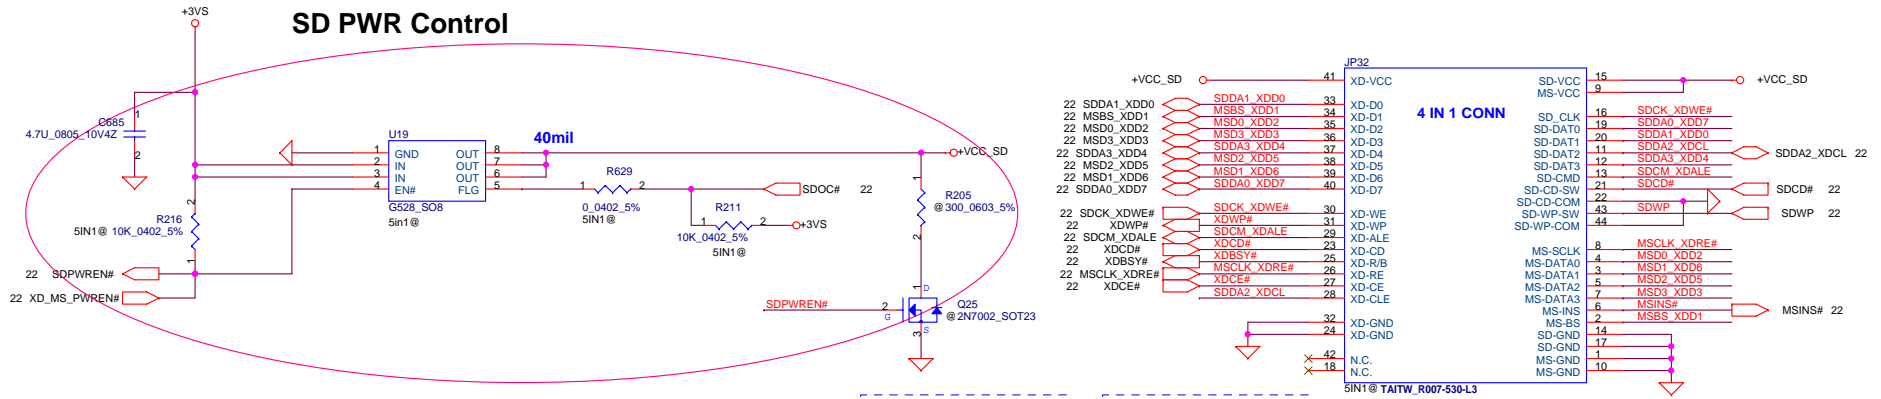 SD PWR Control
+3VS
C685
4.7U_0805_10V4Z
1
2
U19
G528_SO8
5in1@
1 GND
2 IN
3 IN
4 EN#
OUT 8
OUT 7
OUT 6
FLG 5
40mil
+VCC_SD
R629
1 2
0_0402_5%
5IN1@
SDOC# 22
R211
1 2
10K_0402_5%
5IN1@
+3VS
R205
@ 300_0603_5%
1
2
R216
5IN1@ 10K_0402_5%
2
1
22 SDPWREN#
22 XD_MS_PWREN#
SDPWREN#
2
G
1
D
S
3
Q25
@ 2N7002_SOT23
JP32
4 IN 1 CONN
+VCC_SD 41 XD-VCC
22 SDDA1_XDD0 SDDA1_XDD0 33 XD-D0
22 MSBS_XDD1 MSBS_XDD1 34 XD-D1
22 MSD0_XDD2 MSD0_XDD2 35 XD-D2
22 MSD3_XDD3 MSD3_XDD3 36 XD-D3
22 SDDA3_XDD4 SDDA3_XDD4 37 XD-D4
22 MSD2_XDD5 MSD2_XDD5 38 XD-D5
22 MSD1_XDD6 MSD1_XDD6 39 XD-D6
22 SDDA0_XDD7 SDDA0_XDD7 40 XD-D7
22 SDCK_XDWE# SDCK_XDWE# 30 XD-WE
22 XDWP# XDWP# 31 XD-WP
22 SDCM_XDALE SDCM_XDALE 29 XD-ALE
22 XDCD# XDCD# 23 XD-CD
22 XDBSY# XDBSY# 25 XD-R/B
22 MSCLK_XDRE# MSCLK_XDRE# 26 XD-RE
22 XDCE# XDCE# 27 XD-CE
SDDA2_XDCL 28 XD-CLE
32 XD-GND
24 XD-GND
42 N.C.
18 N.C.
SD-VCC 15 +VCC_SD
MS-VCC 9
SD_CLK 16 SDCK_XDWE#
SD-DAT0 19 SDDA0_XDD7
SD-DAT1 20 SDDA1_XDD0
SD-DAT2 11 SDDA2_XDCL SDDA2_XDCL 22
SD-DAT3 12 SDDA3_XDD4
SD-CMD 13 SDCM_XDALE
SD-CD-SW 21 SDCD# SDCD# 22
SD-CD-COM 22
SD-WP-SW 43 SDWP SDWP 22
SD-WP-COM 44
MS-SCLK 8 MSCLK_XDRE#
MS-DATA0 4 MSD0_XDD2
MS-DATA1 3 MSD1_XDD6
MS-DATA2 5 MSD2_XDD5
MS-DATA3 7 MSD3_XDD3
MS-INS 6 MSINS# MSINS# 22
MS-BS 2 MSBS_XDD1
SD-GND 14
SD-GND 17
MS-GND 1
MS-GND 10
5IN1@ TAITW_R007-530-L3